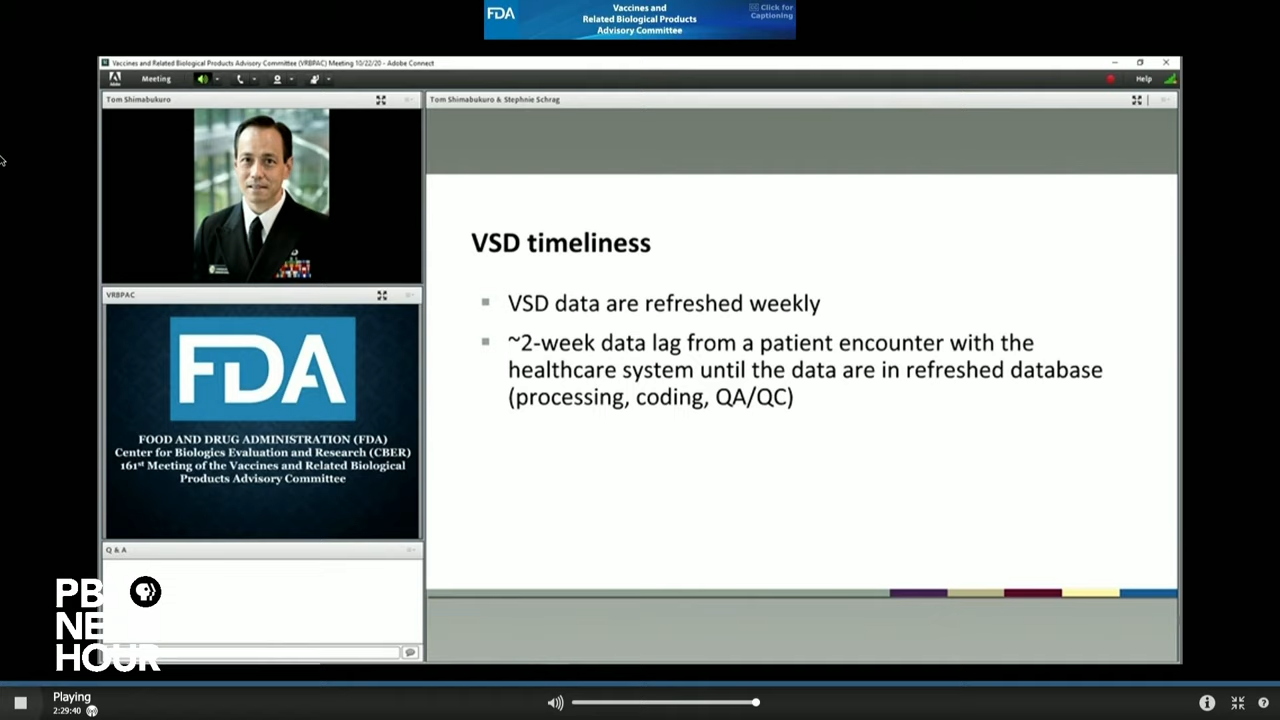 FDA
Vaccines and
Related Biological Products
Advisory Committee
CC Click for
Captioning
Vaccines and Related Biological Products Advisory Committee (VRBPAC) Meeting 10/22/20 - Adobe Connect
Meeting
Help
Tom Shimabukuro
Tom Shimabukuro & Stephnie Schrag
VSD timeliness
VSD data are refreshed weekly
~2-week data lag from a patient encounter with the
healthcare system until the data are in refreshed database
(processing, coding, QA/QC)
VRBPAC
FDA
FOOD AND DRUG ADMINISTRATION (FDA)
Center for Biologics Evaluation and Research (CBER)
161st Meeting of the Vaccines and Related Biological
Products Advisory Committee
Q & A
PBS
NEWS
HOUR
Playing
2:29:40